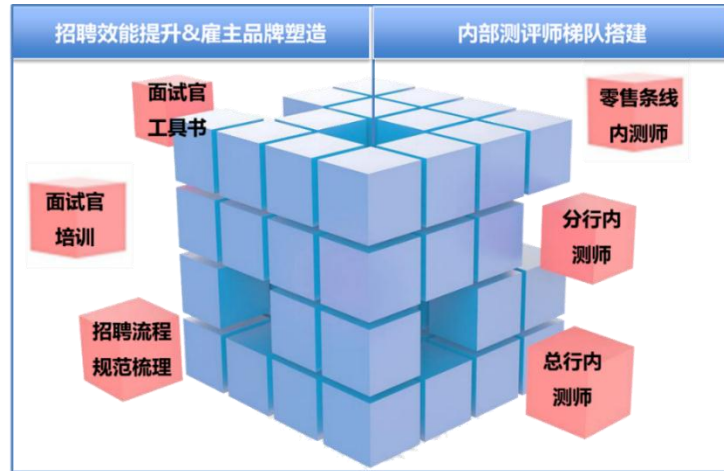 招聘效能提升&雇主品牌塑造
内部测评师梯队搭建
面试官
工具书
零售条线
内测师
面试官
培训
分行内
测师
招聘流程
规范梳理
总行内
测师